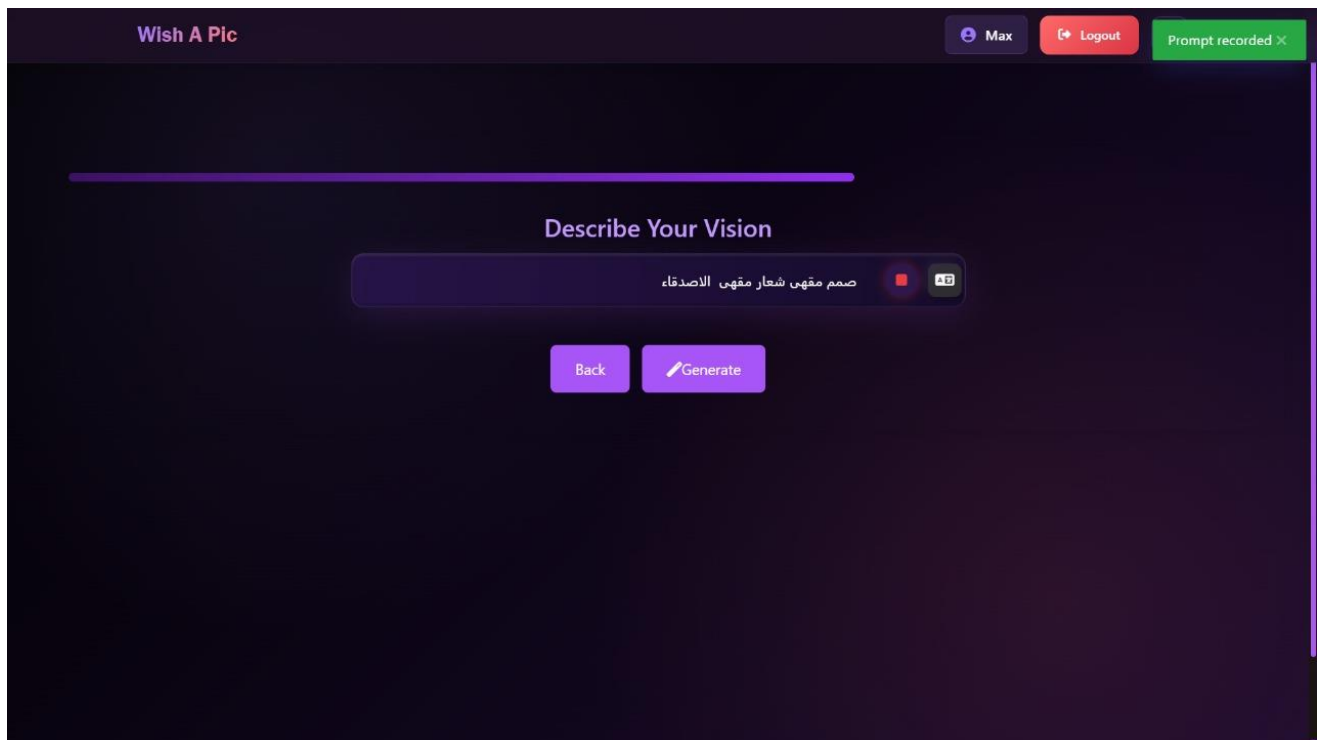 Wish A Pic
Max
Logout
Prompt recorded ×
Describe Your Vision
صمم مقهى شعار مقهى  الاصدقاء
Back
Generate